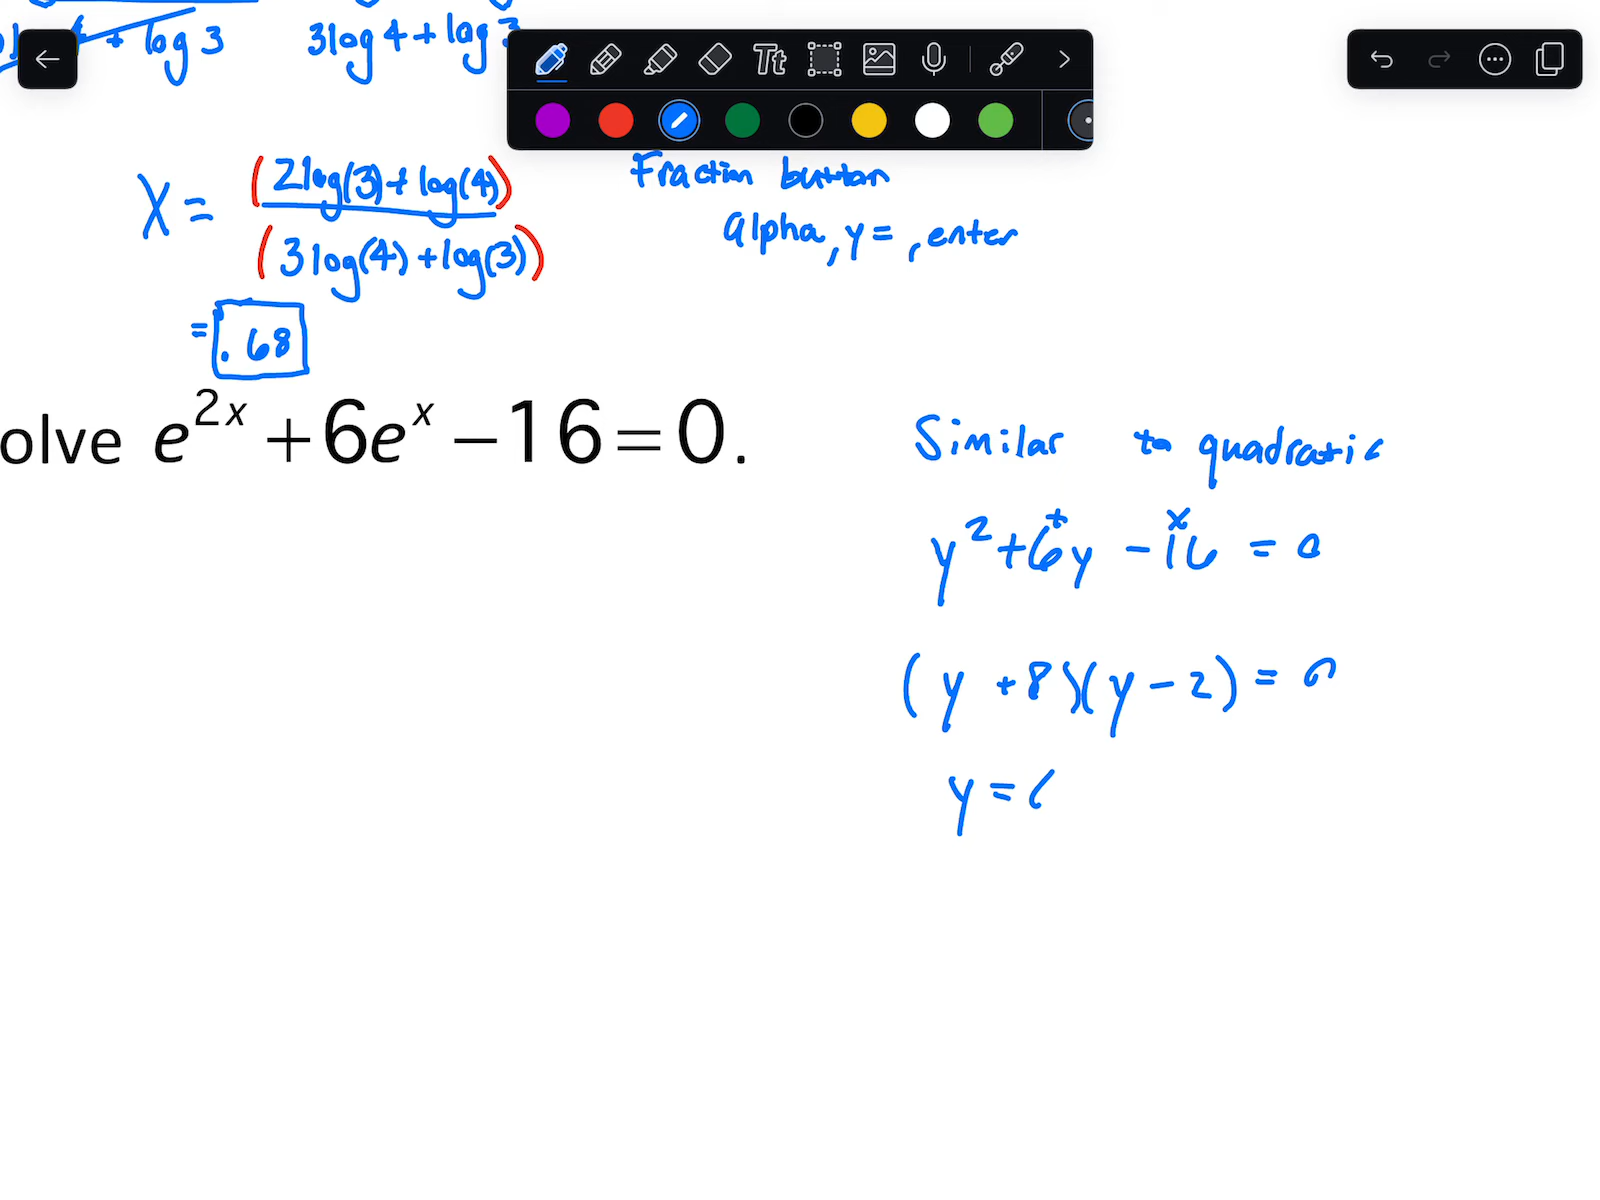 + log 3 3log 4 + log 3
Tt
x = (2log(3) + log(4)) / (3log(4) + log(3))
Fraction button
Alpha, y = , enter
= .68
olve e^{2x} + 6e^x − 16 = 0.
Similar to quadratic
y² + 6y − 16 = 0
+ x
(y + 8)(y − 2) = 0
y = (